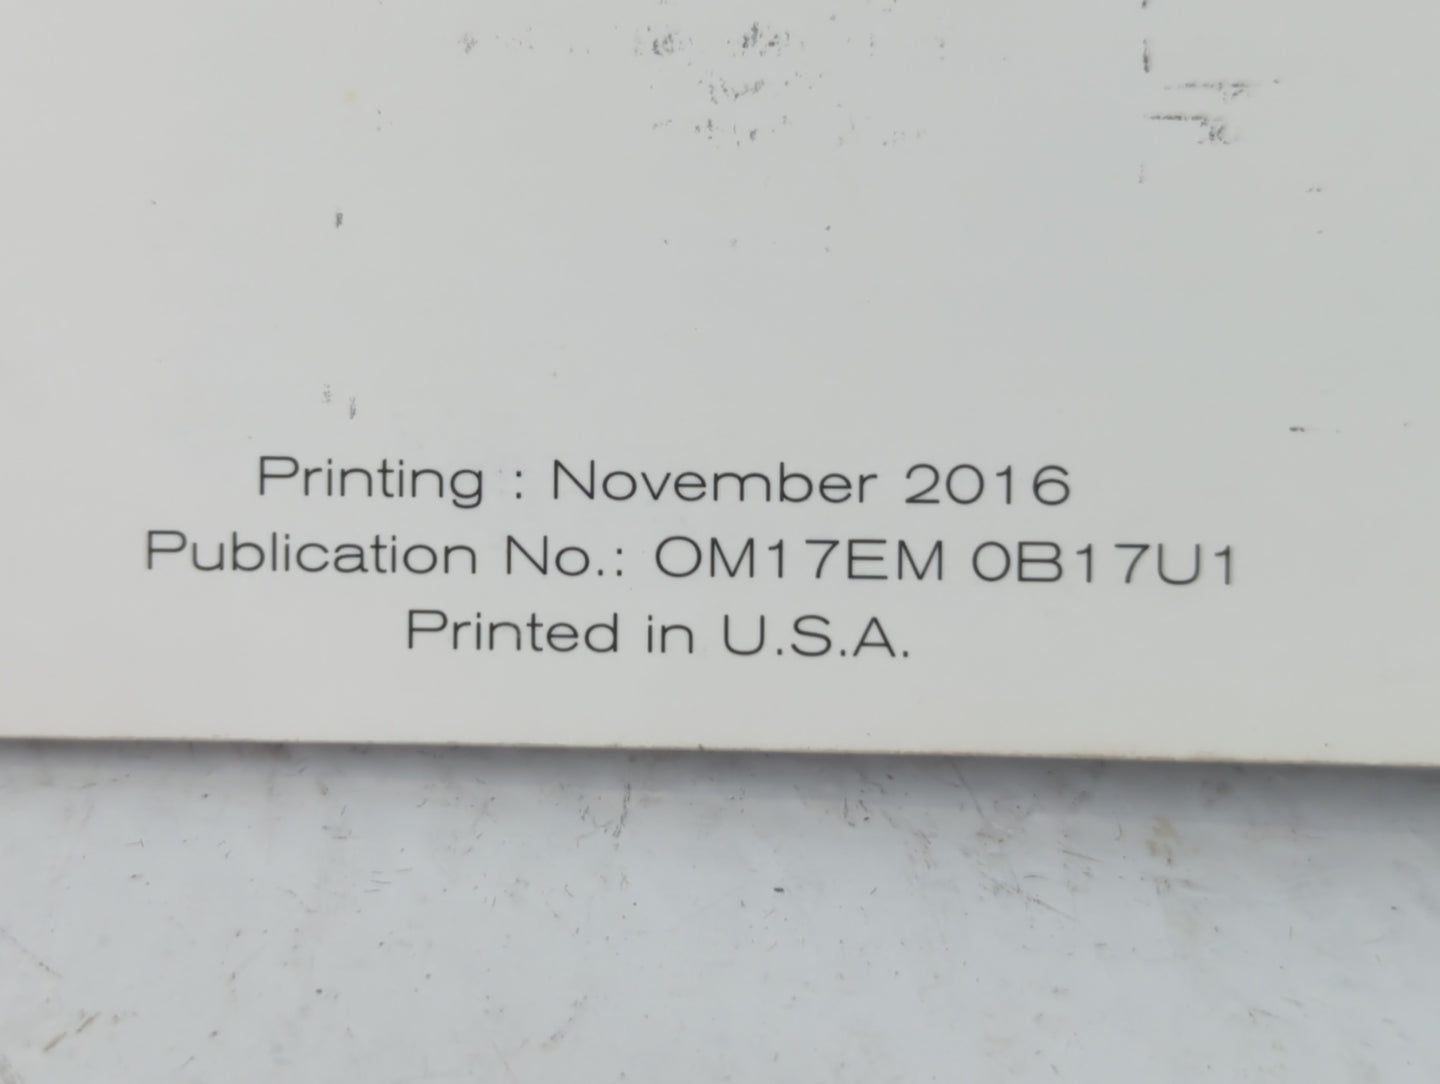 Printing : November 2016
Publication No.: OM17EM 0B17U1
Printed in U.S.A.